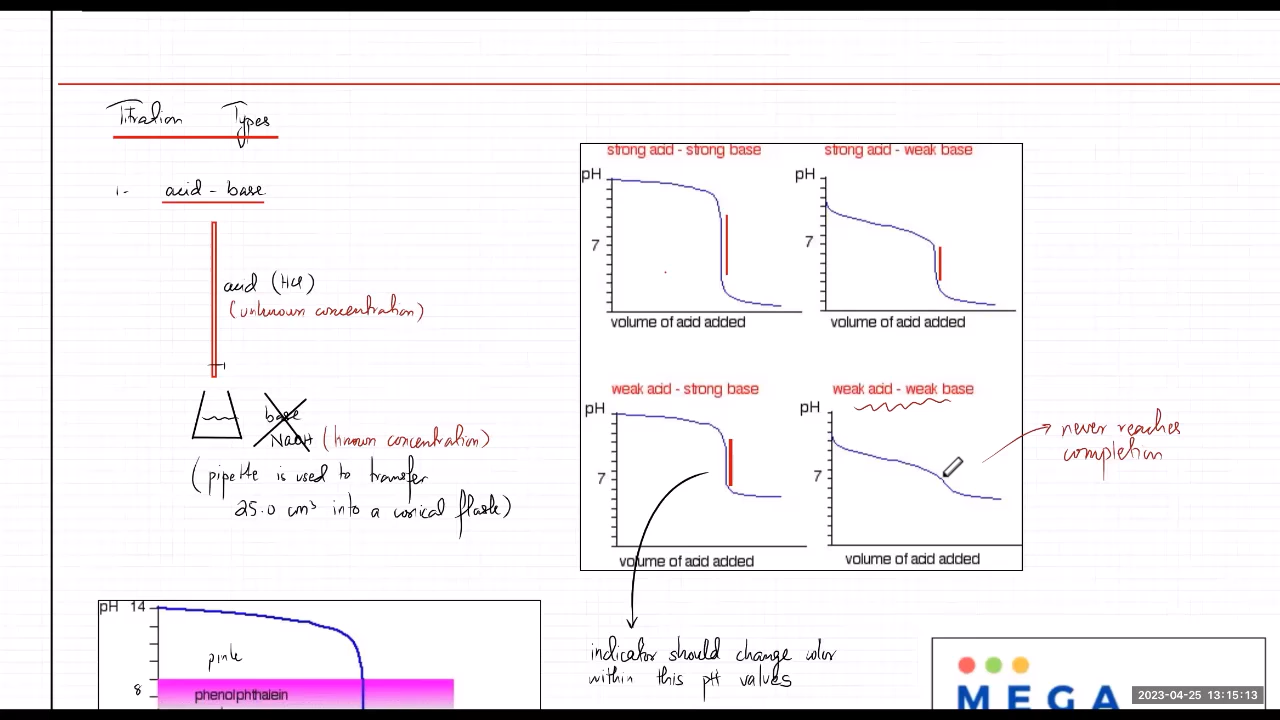 Titration Types
1- acid - base
acid (HCl)
(unknown concentration)
base
NaOH (known concentration)
(pipette is used to transfer
25.0 cm³ into a conical flask)
strong acid - strong base
pH
7
volume of acid added
strong acid - weak base
pH
7
volume of acid added
weak acid - strong base
pH
7
volume of acid added
weak acid - weak base
pH
7
volume of acid added
never reaches
completion
indicator should change color
within this pH values
pH 14
pink
8
phenolphthalein
MEGA
2023-04-25 13:15:13